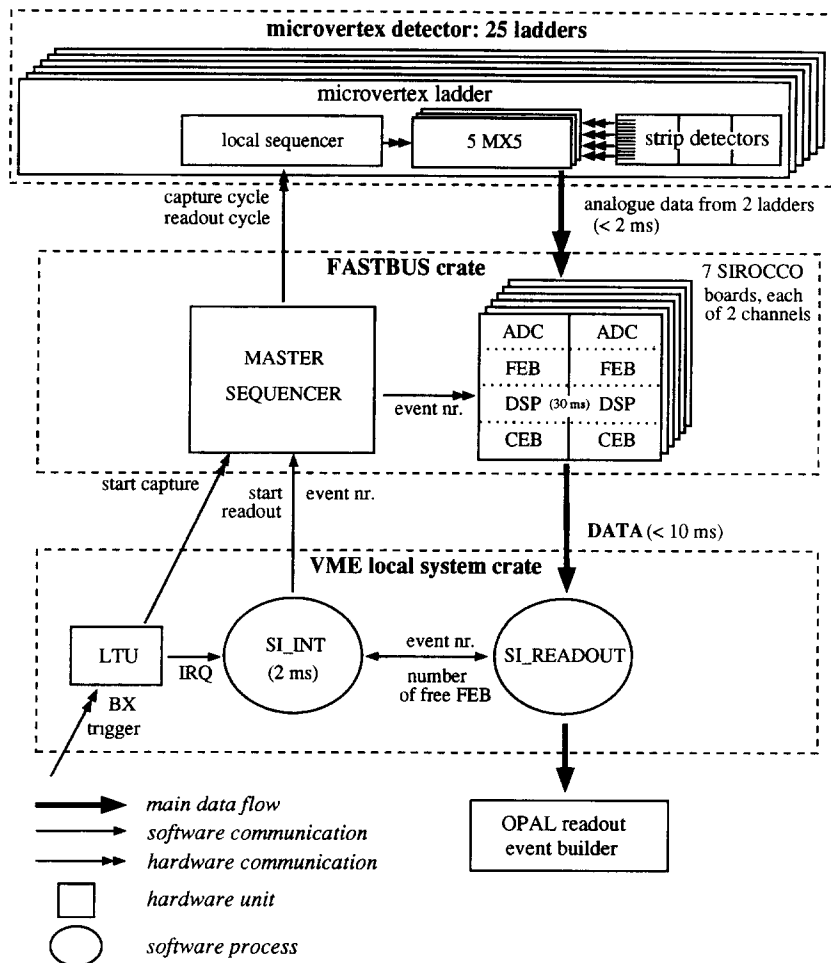 microvertex detector: 25 ladders
microvertex ladder
local sequencer
5 MX5
strip detectors
capture cycle
readout cycle
analogue data from 2 ladders
(< 2 ms)
FASTBUS crate
7 SIROCCO
boards, each
of 2 channels
MASTER
SEQUENCER
event nr.
ADC ADC
FEB FEB
DSP (30 ms) DSP
CEB CEB
start capture
start
readout
event nr.
DATA (< 10 ms)
VME local system crate
LTU
IRQ
SI_INT
(2 ms)
event nr.
number
of free FEB
SI_READOUT
BX
trigger
main data flow
software communication
hardware communication
hardware unit
software process
OPAL readout
event builder